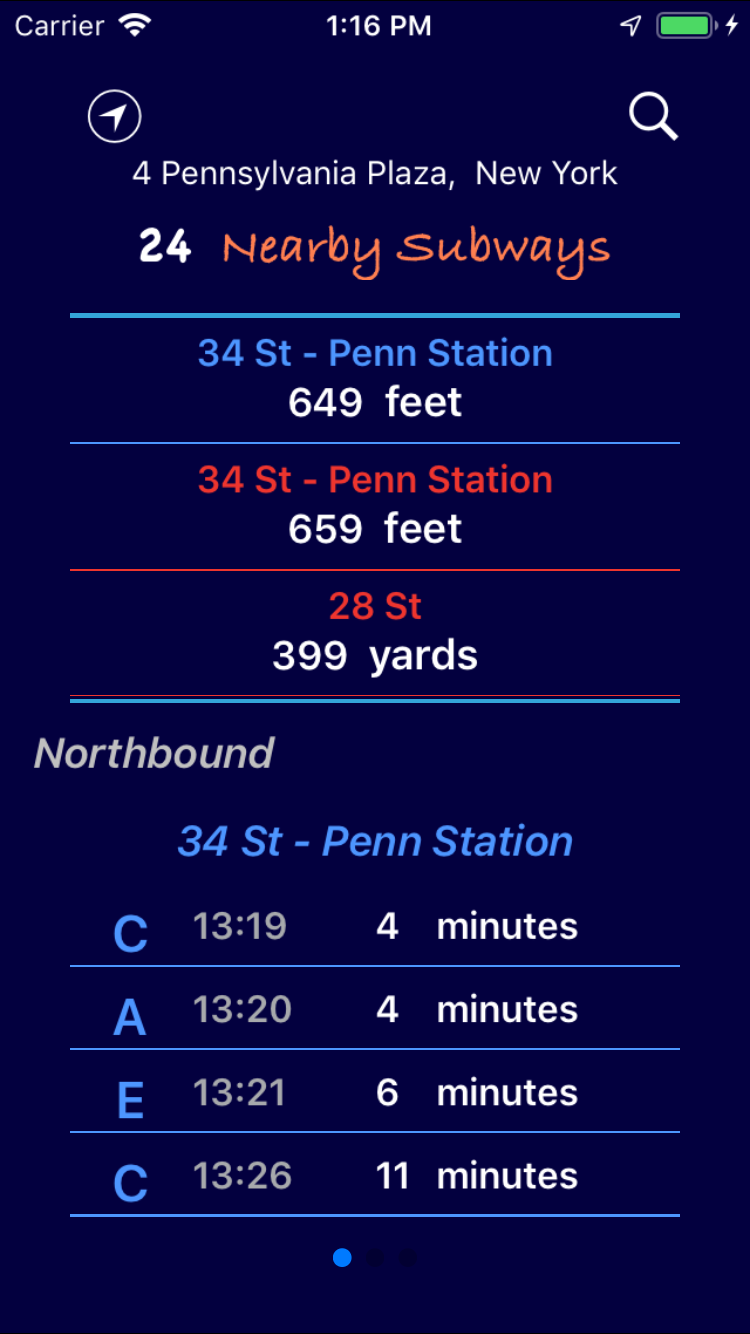 Carrier 1:16 PM
4 Pennsylvania Plaza, New York
24 Nearby Subways
34 St - Penn Station
649 feet
34 St - Penn Station
659 feet
28 St
399 yards
Northbound
34 St - Penn Station
C 13:19 4 minutes
A 13:20 4 minutes
E 13:21 6 minutes
C 13:26 11 minutes